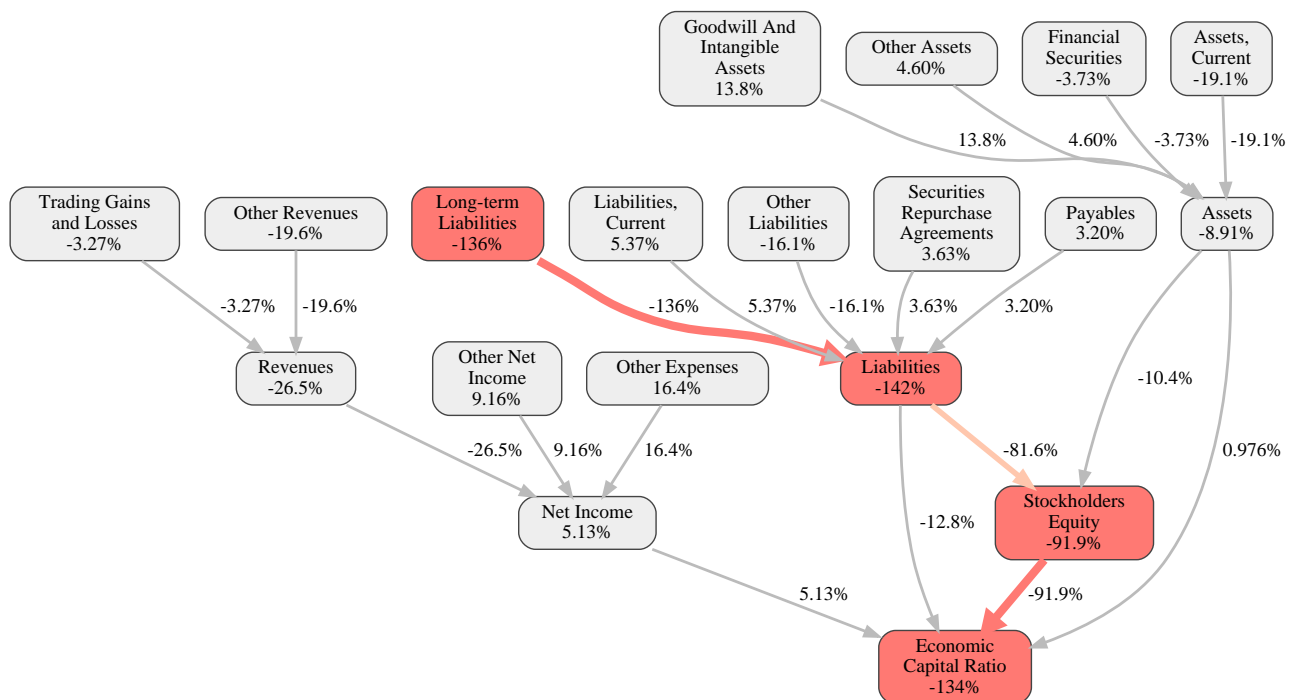 Goodwill And
Intangible
Assets
13.8%
Other Assets
4.60%
Financial
Securities
-3.73%
Assets,
Current
-19.1%
13.8%
4.60%
-3.73%
-19.1%
Trading Gains
and Losses
-3.27%
Other Revenues
-19.6%
Long-term
Liabilities
-136%
Liabilities,
Current
5.37%
Other
Liabilities
-16.1%
Securities
Repurchase
Agreements
3.63%
Payables
3.20%
Assets
-8.91%
-3.27%
-19.6%
-136%
5.37%
-16.1%
3.63%
3.20%
Revenues
-26.5%
Other Net
Income
9.16%
Other Expenses
16.4%
Liabilities
-142%
-10.4%
-26.5%
9.16%
16.4%
-81.6%
0.976%
Net Income
5.13%
-12.8%
Stockholders
Equity
-91.9%
5.13%
-91.9%
Economic
Capital Ratio
-134%